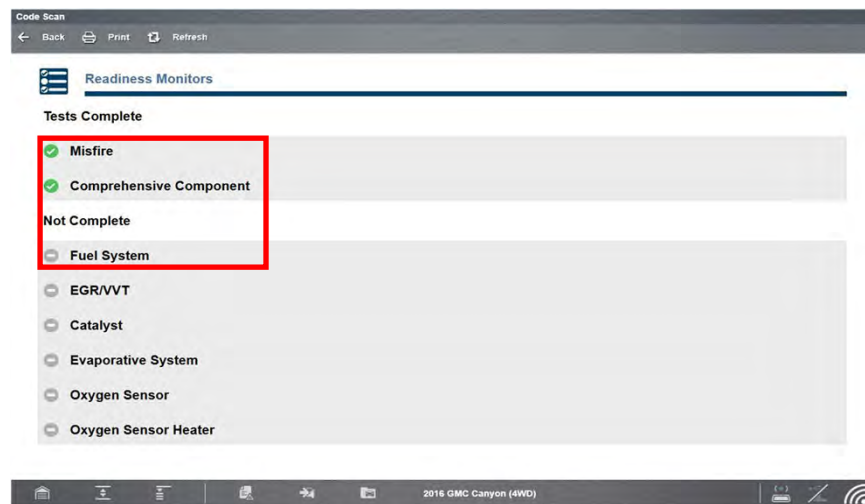 Code Scan
Back Print Refresh
Readiness Monitors
Tests Complete
Misfire
Comprehensive Component
Not Complete
Fuel System
EGR/VVT
Catalyst
Evaporative System
Oxygen Sensor
Oxygen Sensor Heater
2016 GMC Canyon (4WD)